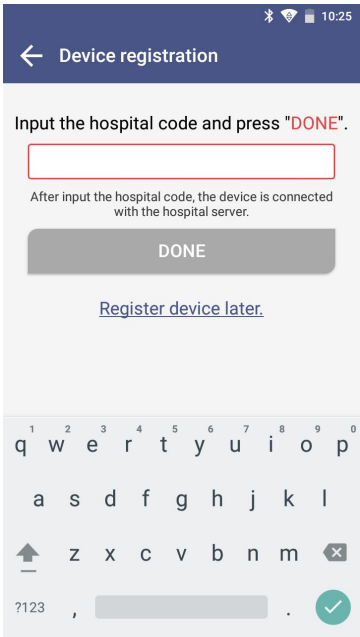 10:25
Device registration
Input the hospital code and press "DONE".
After input the hospital code, the device is connected
with the hospital server.
DONE
Register device later.
1 2 3 4 5 6 7 8 9 0
q w e r t y u i o p
a s d f g h j k l
z x c v b n m
?123 , .